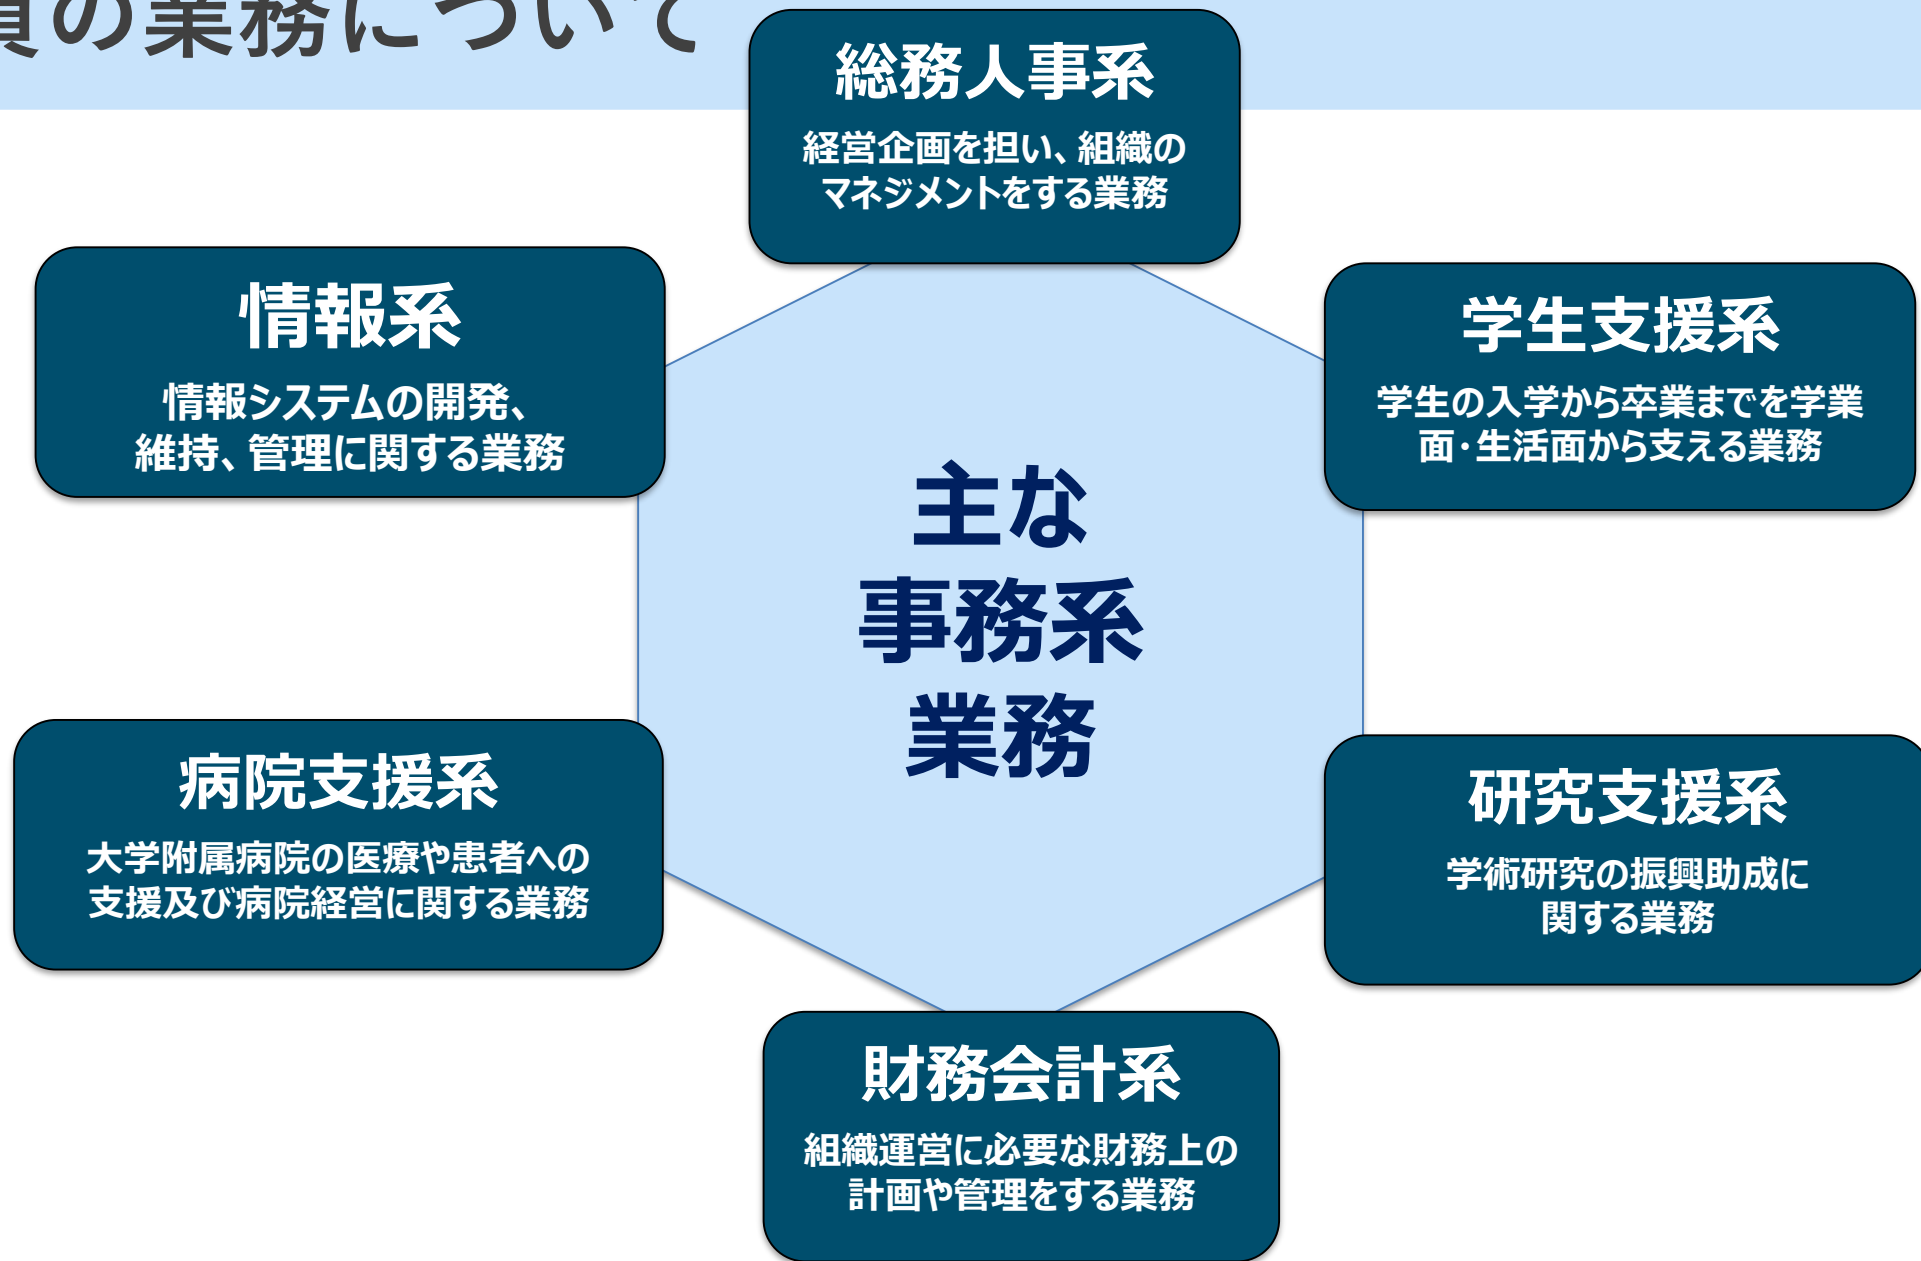 員の業務について
総務人事系
経営企画を担い、組織の
マネジメントをする業務
情報系
情報システムの開発、
維持、管理に関する業務
学生支援系
学生の入学から卒業までを学業
面・生活面から支える業務
主な
事務系
業務
病院支援系
大学附属病院の医療や患者への
支援及び病院経営に関する業務
研究支援系
学術研究の振興助成に
関する業務
財務会計系
組織運営に必要な財務上の
計画や管理をする業務